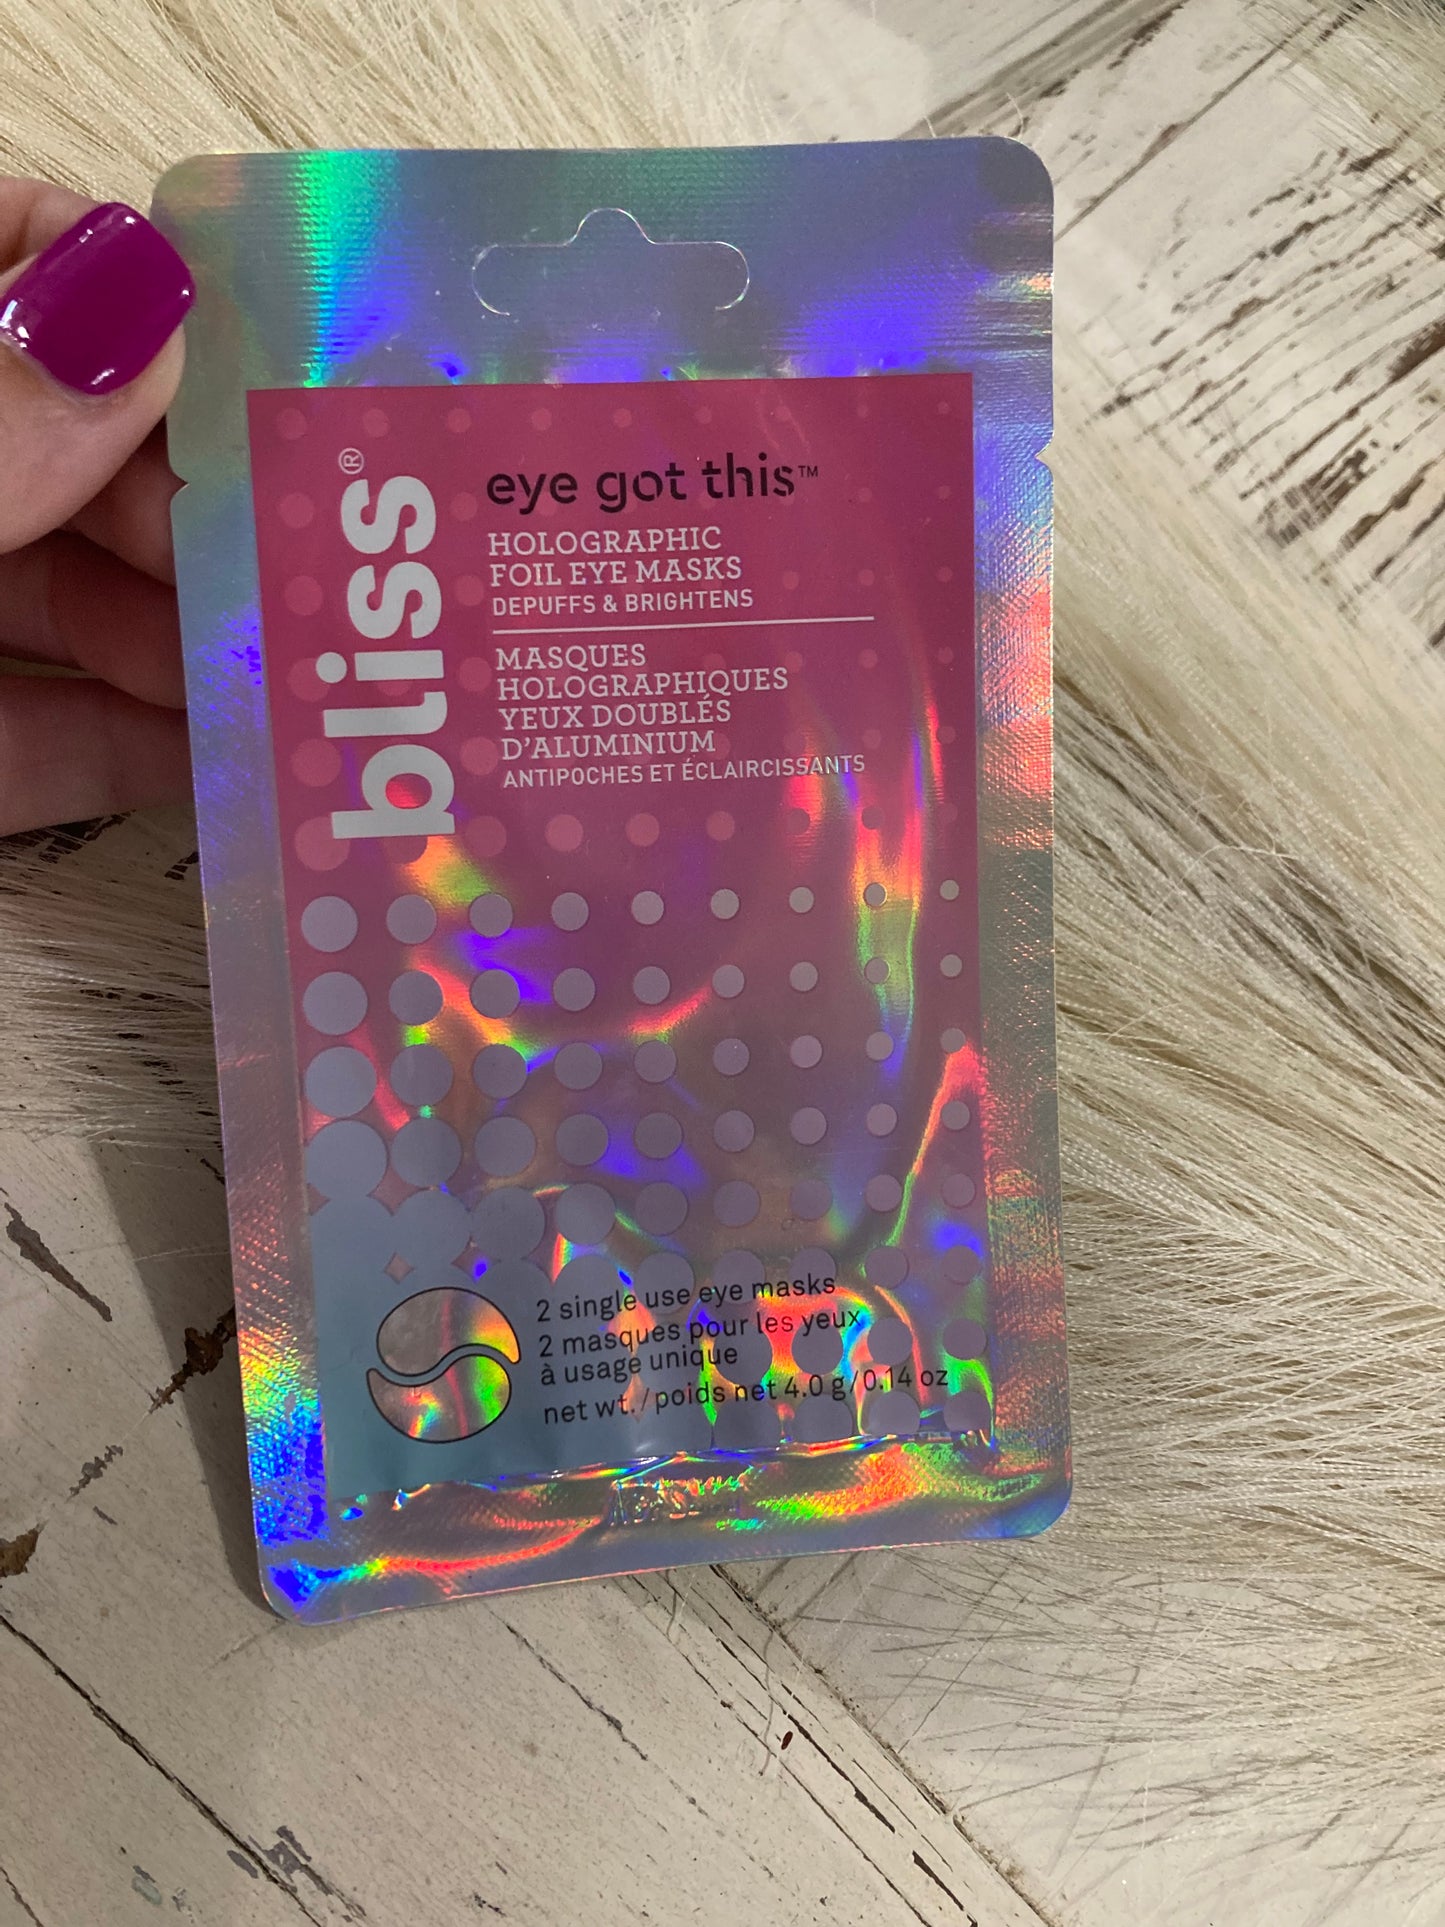 bliss®
eye got this™
HOLOGRAPHIC
FOIL EYE MASKS
DEPUFFS & BRIGHTENS
MASQUES
HOLOGRAPHIQUES
YEUX DOUBLÉS
D'ALUMINIUM
ANTIPOCHES ET ÉCLAIRCISSANTS
2 single use eye masks
2 masques pour les yeux
à usage unique
net wt./poids net 4.0 g/0.14 oz